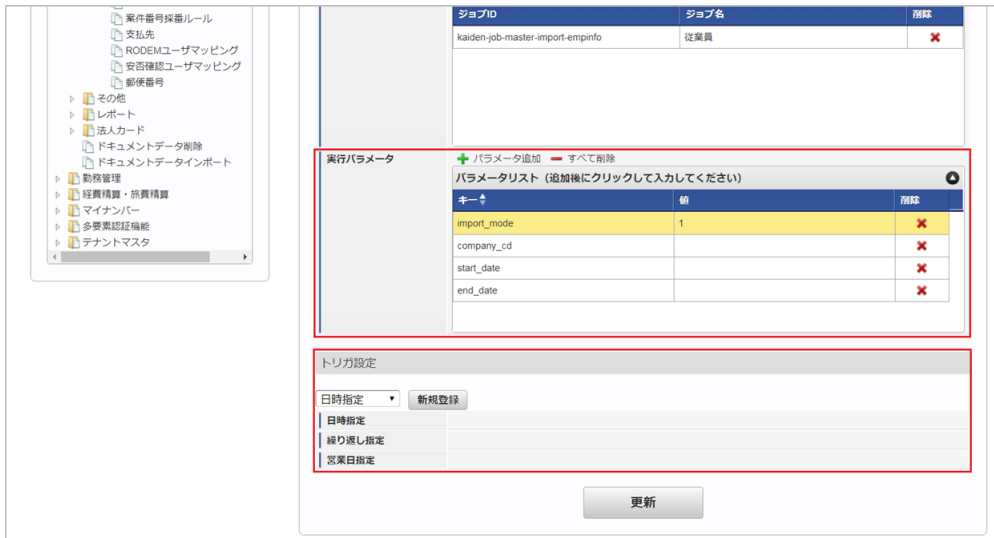 案件番号採番ルール
支払先
RODEMユーザマッピング
安否確認ユーザマッピング
郵便番号
その他
レポート
法人カード
ドキュメントデータ削除
ドキュメントデータインポート
勤務管理
経費精算・旅費精算
マイナンバー
多要素認証機能
テナントマスタ
ジョブID ジョブ名 削除
kaiden-job-master-import-empinfo 従業員
実行パラメータ
パラメータ追加 すべて削除
パラメータリスト（追加後にクリックして入力してください）
キー 値 削除
import_mode 1
company_cd
start_date
end_date
トリガ設定
日時指定 新規登録
日時指定
繰り返し指定
営業日指定
更新